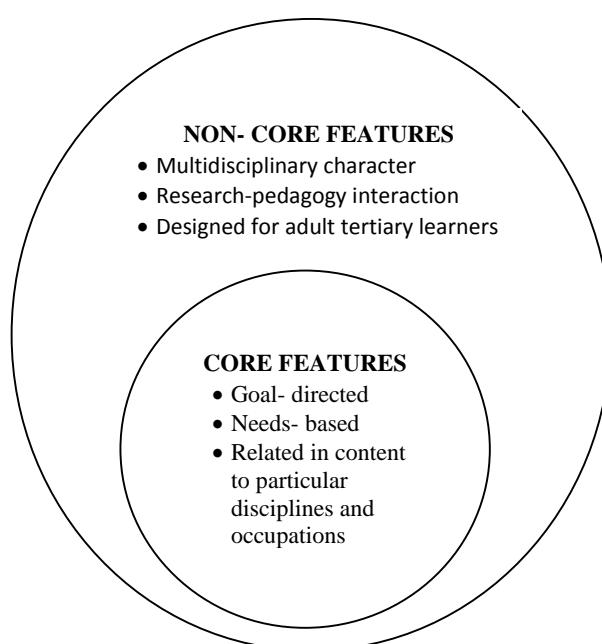 NON- CORE FEATURES
• Multidisciplinary character
• Research-pedagogy interaction
• Designed for adult tertiary learners
CORE FEATURES
• Goal- directed
• Needs- based
• Related in content
to particular
disciplines and
occupations